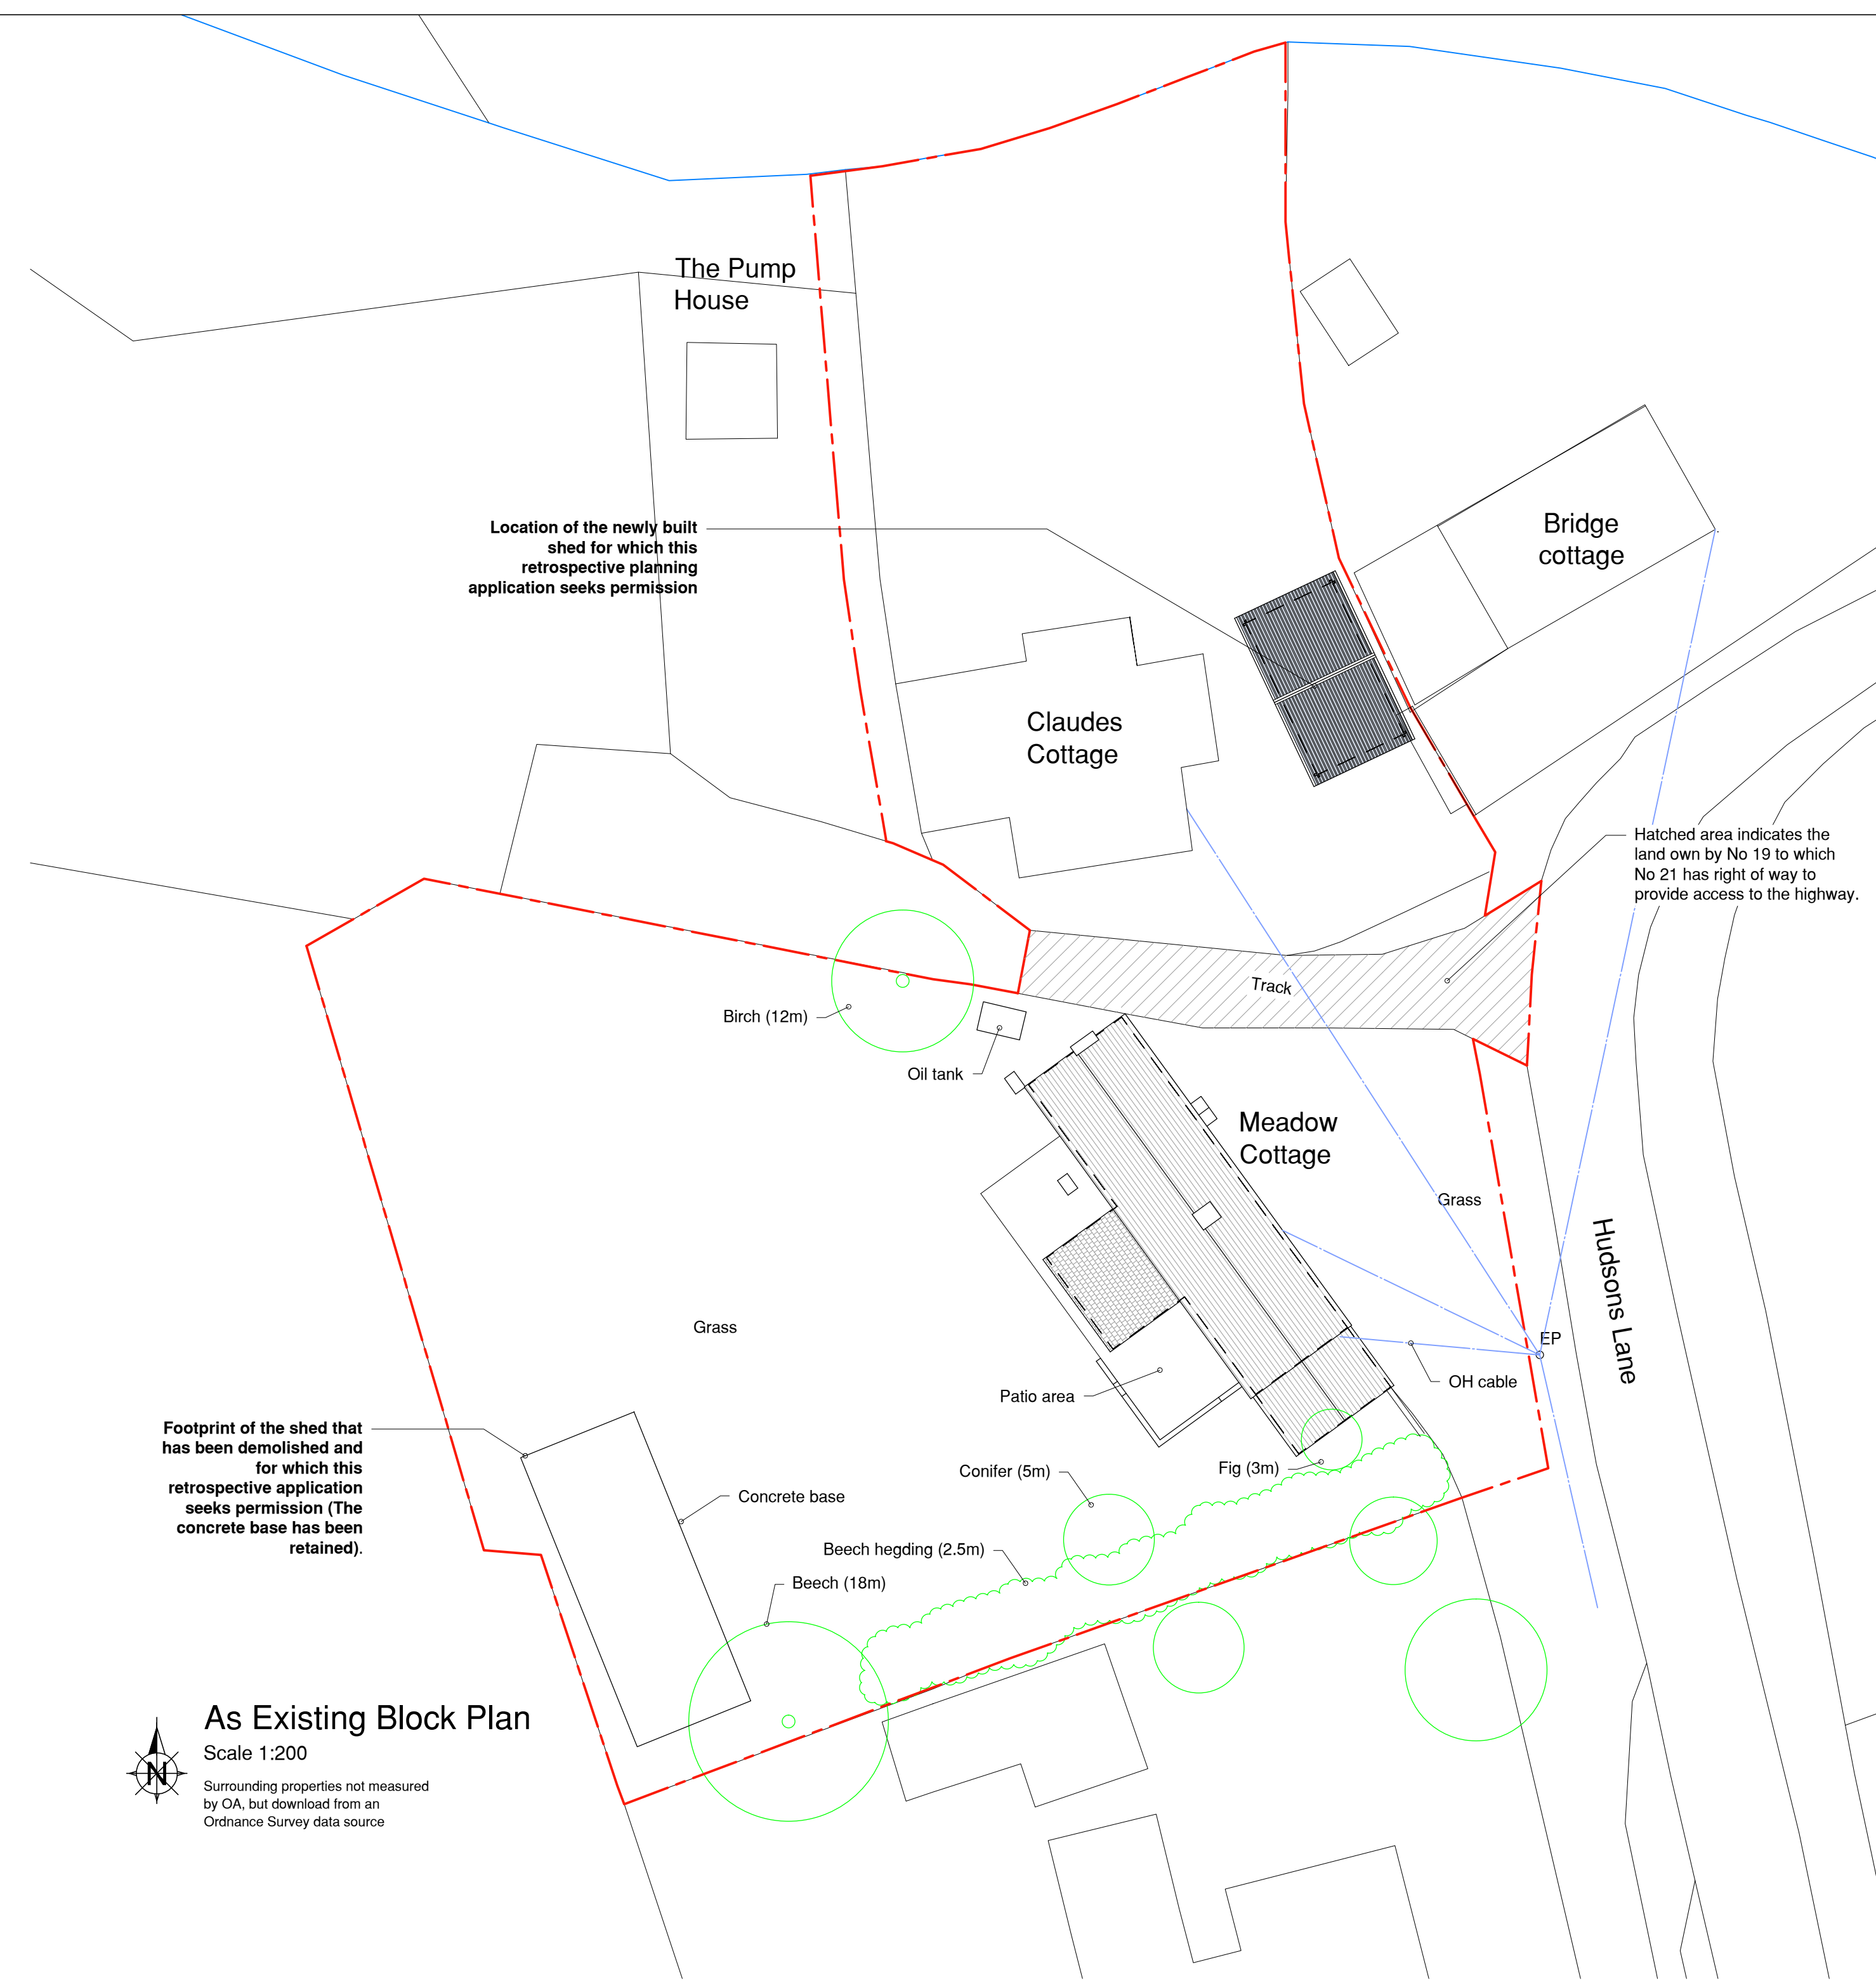 The Pump
House
Location of the newly built
shed for which this
retrospective planning
application seeks permission
Bridge
cottage
Claudes
Cottage
Hatched area indicates the
land own by No 19 to which
No 21 has right of way to
provide access to the highway.
Track
Birch (12m)
Oil tank
Meadow
Cottage
Grass
Hudsons Lane
Grass
EP
OH cable
Patio area
Footprint of the shed that
has been demolished and
for which this
retrospective application
seeks permission (The
concrete base has been
retained).
Concrete base
Conifer (5m)
Fig (3m)
Beech hegding (2.5m)
Beech (18m)
As Existing Block Plan
Scale 1:200
N
Surrounding properties not measured
by OA, but download from an
Ordnance Survey data source